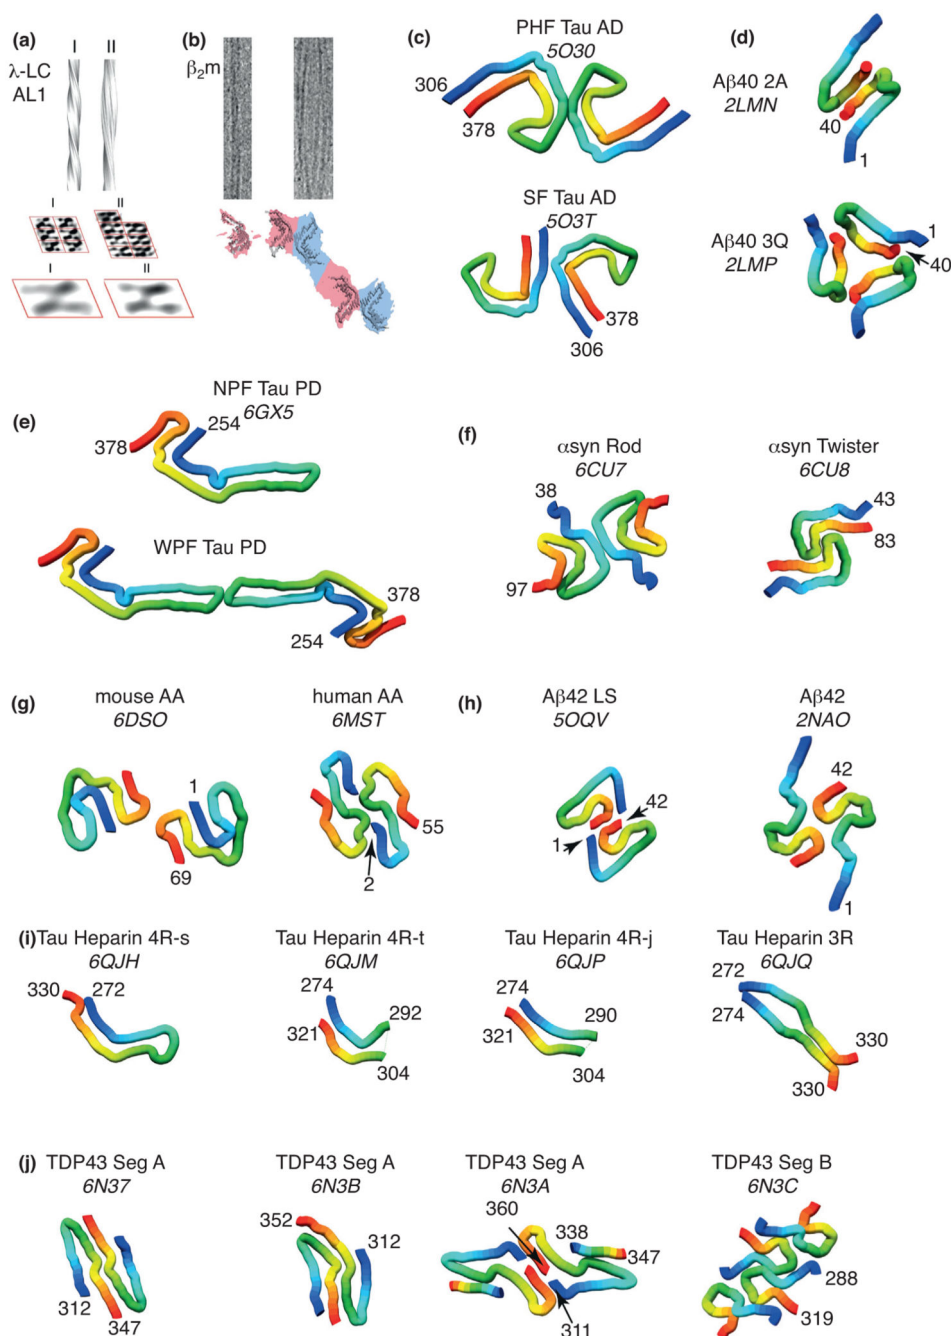 (a)
I II
λ-LC
AL1
I II
I II
(b)
β₂m
(c)
PHF Tau AD
5O30
306
378
SF Tau AD
5O3T
378
306
(d)
Aβ40 2A
2LMN
40
1
Aβ40 3Q
2LMP
1
40
(e)
NPF Tau PD
6GX5
254
378
WPF Tau PD
378
254
(f)
αsyn Rod
6CU7
38
97
αsyn Twister
6CU8
43
83
(g)
mouse AA
6DSO
1
69
human AA
6MST
55
2
(h)
Aβ42 LS
5OQV
42
1
Aβ42
2NAO
42
1
(i)
Tau Heparin 4R-s
6QJH
330 272
Tau Heparin 4R-t
6QJM
274
292
321
304
Tau Heparin 4R-j
6QJP
274
290
321
304
Tau Heparin 3R
6QJQ
272
274
330
330
(j)
TDP43 Seg A
6N37
312
347
TDP43 Seg A
6N3B
352
312
TDP43 Seg A
6N3A
360
338
347
311
TDP43 Seg B
6N3C
288
319